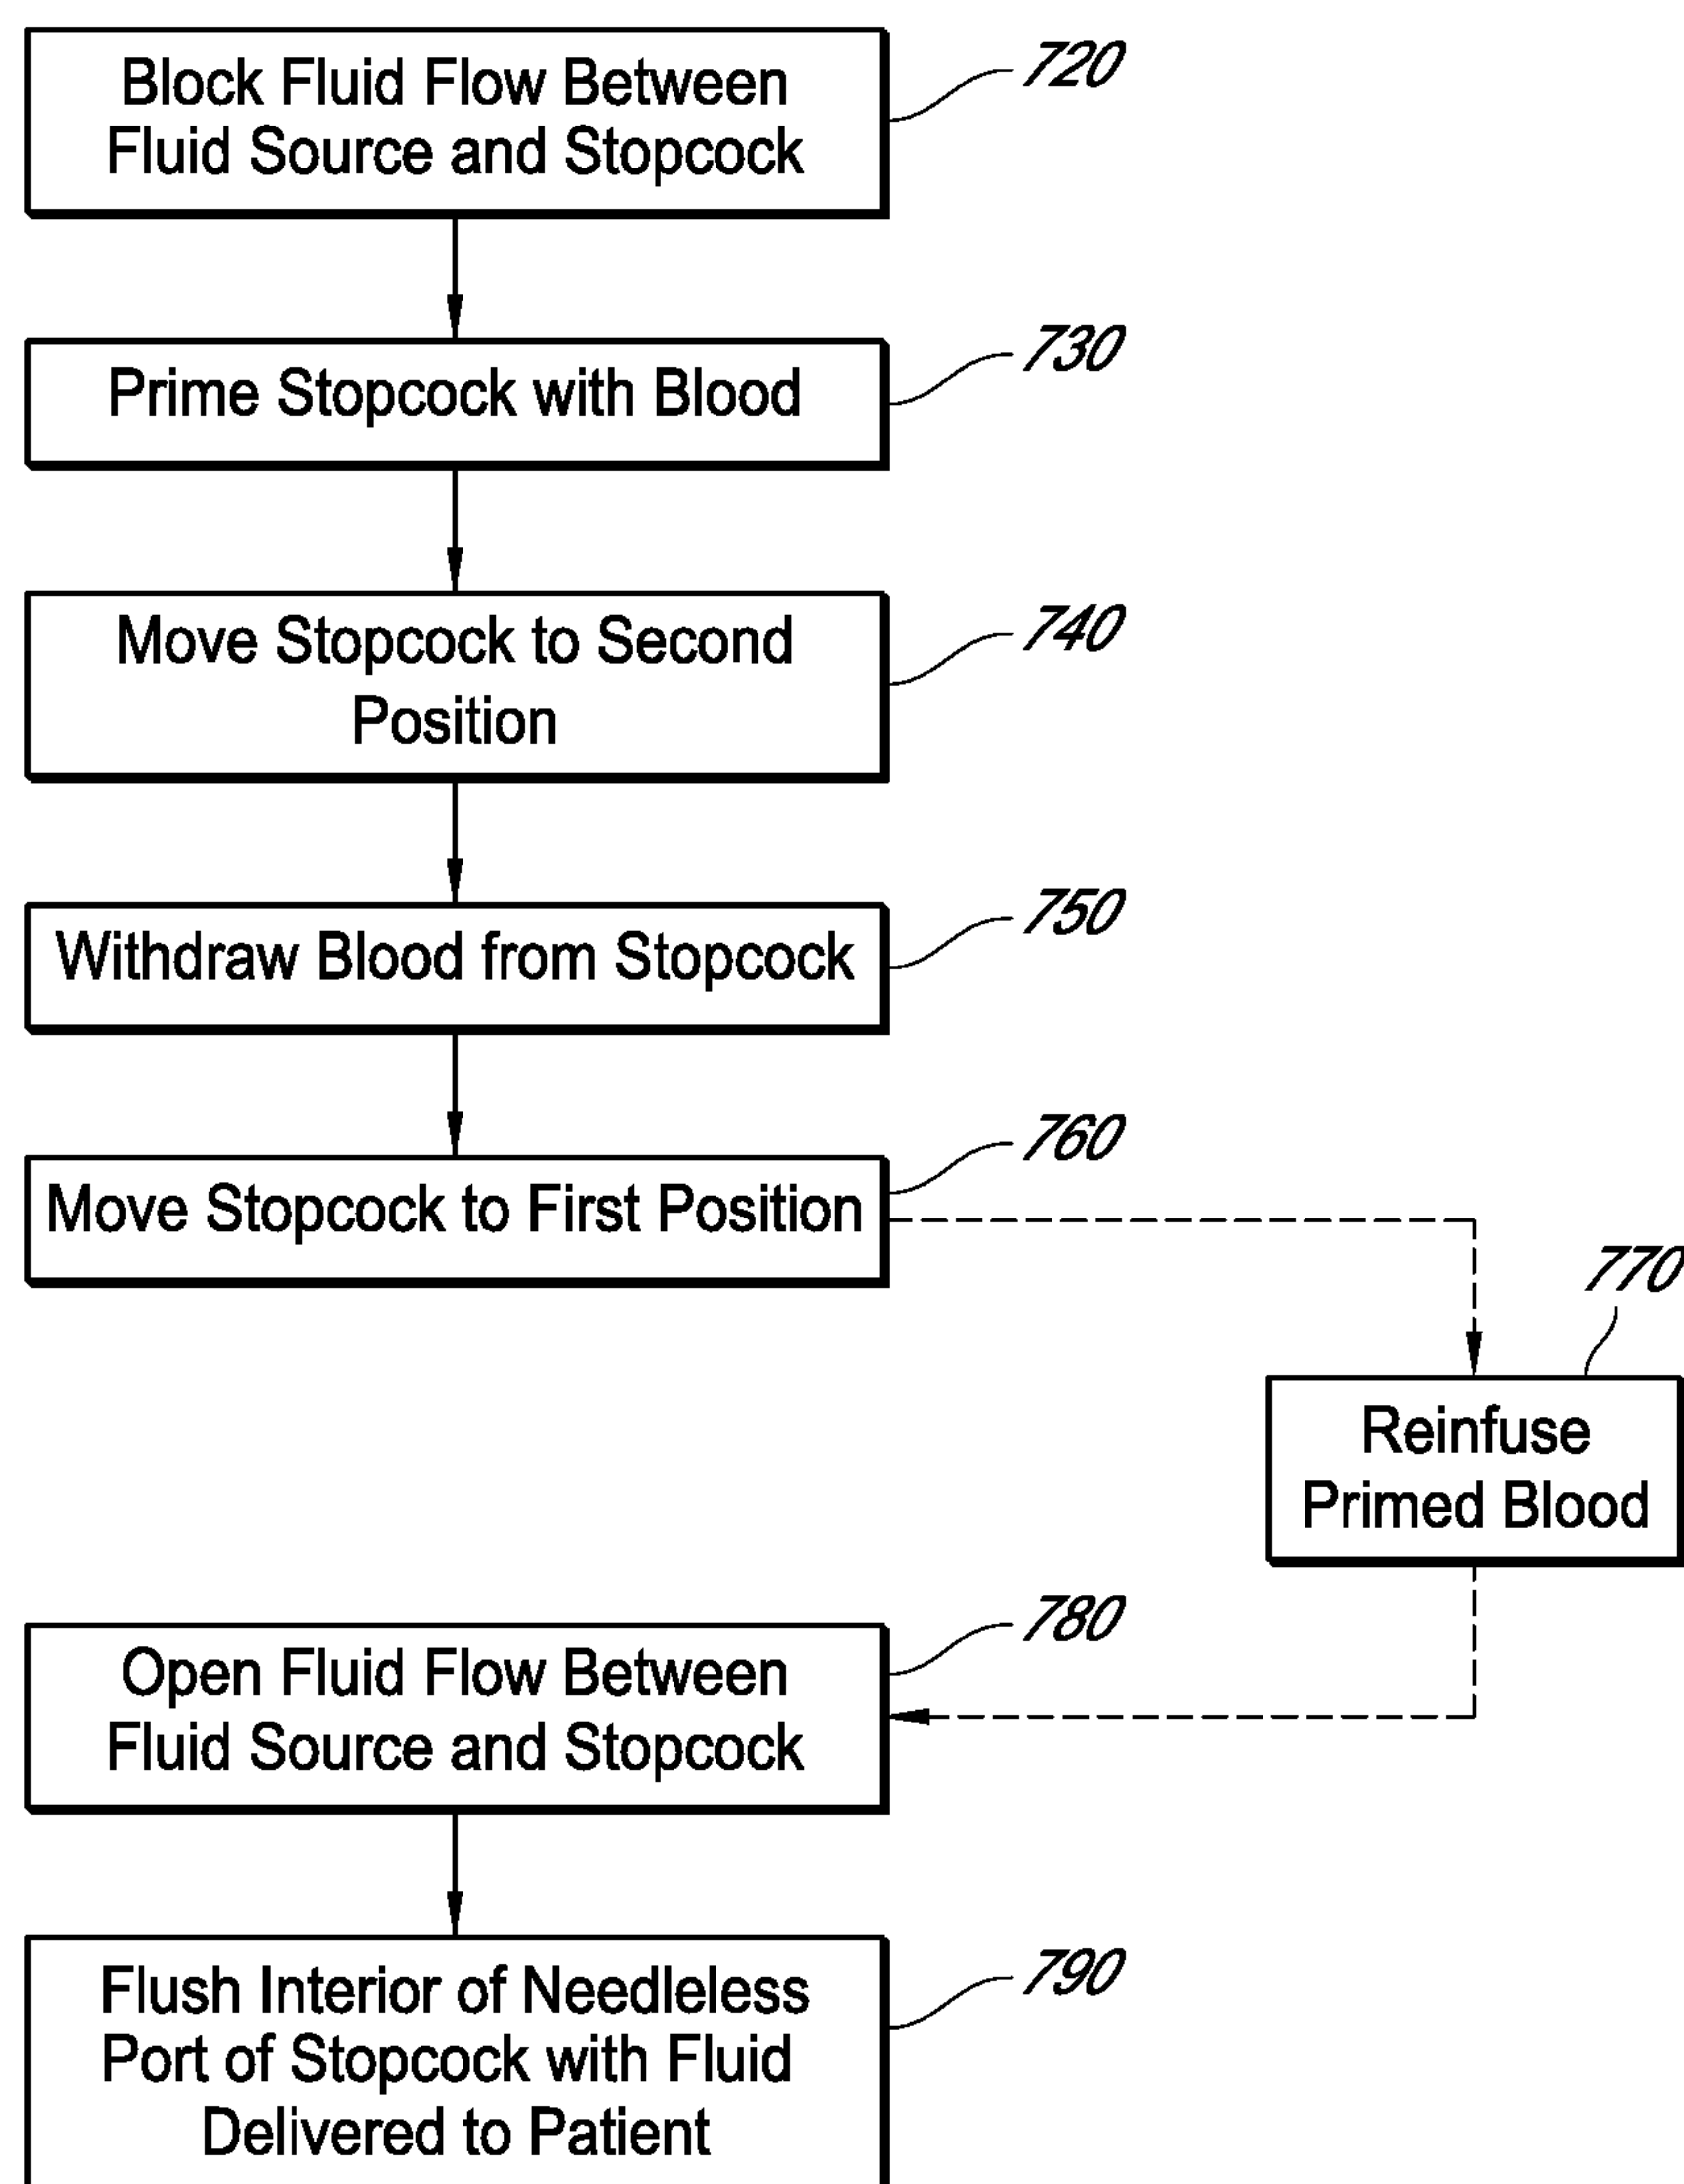 Block Fluid Flow Between
Fluid Source and Stopcock
720
Prime Stopcock with Blood
730
Move Stopcock to Second
Position
740
Withdraw Blood from Stopcock
750
Move Stopcock to First Position
760
770
Reinfuse
Primed Blood
Open Fluid Flow Between
Fluid Source and Stopcock
780
Flush Interior of Needleless
Port of Stopcock with Fluid
Delivered to Patient
790